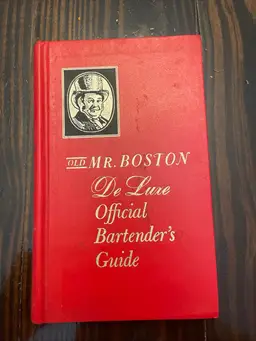 OLD MR. BOSTON
De Luxe
Official
Bartender's
Guide